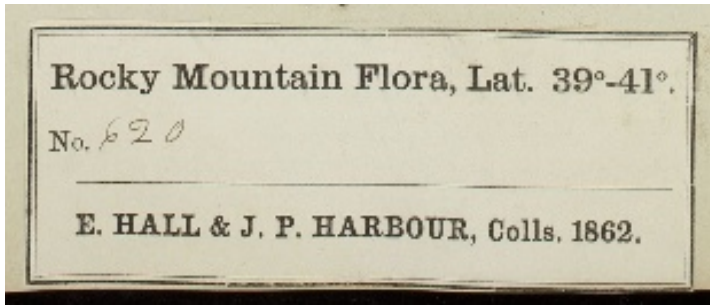 Rocky Mountain Flora, Lat. 39°-41°.
No. 620
E. HALL & J. P. HARBOUR, Colls. 1862.